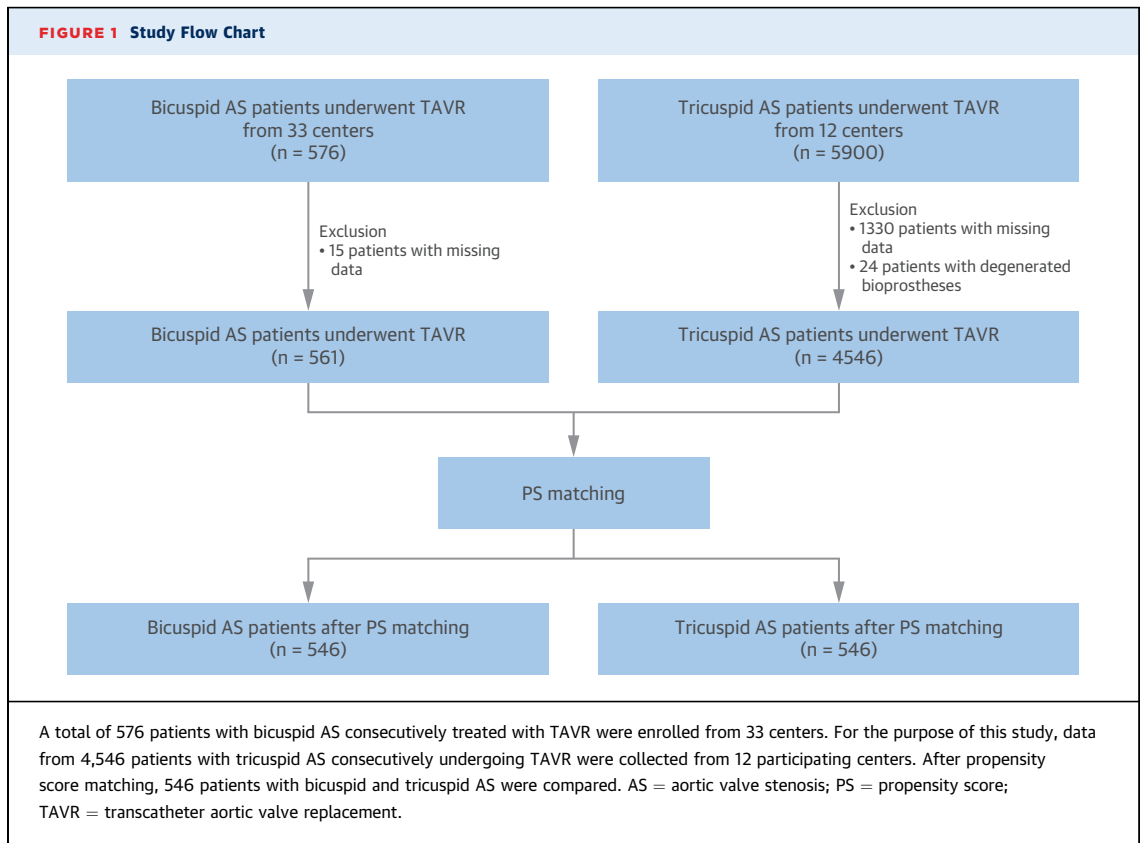 FIGURE 1 Study Flow Chart
Bicuspid AS patients underwent TAVR
from 33 centers
(n = 576)
Tricuspid AS patients underwent TAVR
from 12 centers
(n = 5900)
Exclusion
• 15 patients with missing
data
Exclusion
• 1330 patients with missing
data
• 24 patients with degenerated
bioprostheses
Bicuspid AS patients underwent TAVR
(n = 561)
Tricuspid AS patients underwent TAVR
(n = 4546)
PS matching
Bicuspid AS patients after PS matching
(n = 546)
Tricuspid AS patients after PS matching
(n = 546)
A total of 576 patients with bicuspid AS consecutively treated with TAVR were enrolled from 33 centers. For the purpose of this study, data
from 4,546 patients with tricuspid AS consecutively undergoing TAVR were collected from 12 participating centers. After propensity
score matching, 546 patients with bicuspid and tricuspid AS were compared. AS = aortic valve stenosis; PS = propensity score;
TAVR = transcatheter aortic valve replacement.